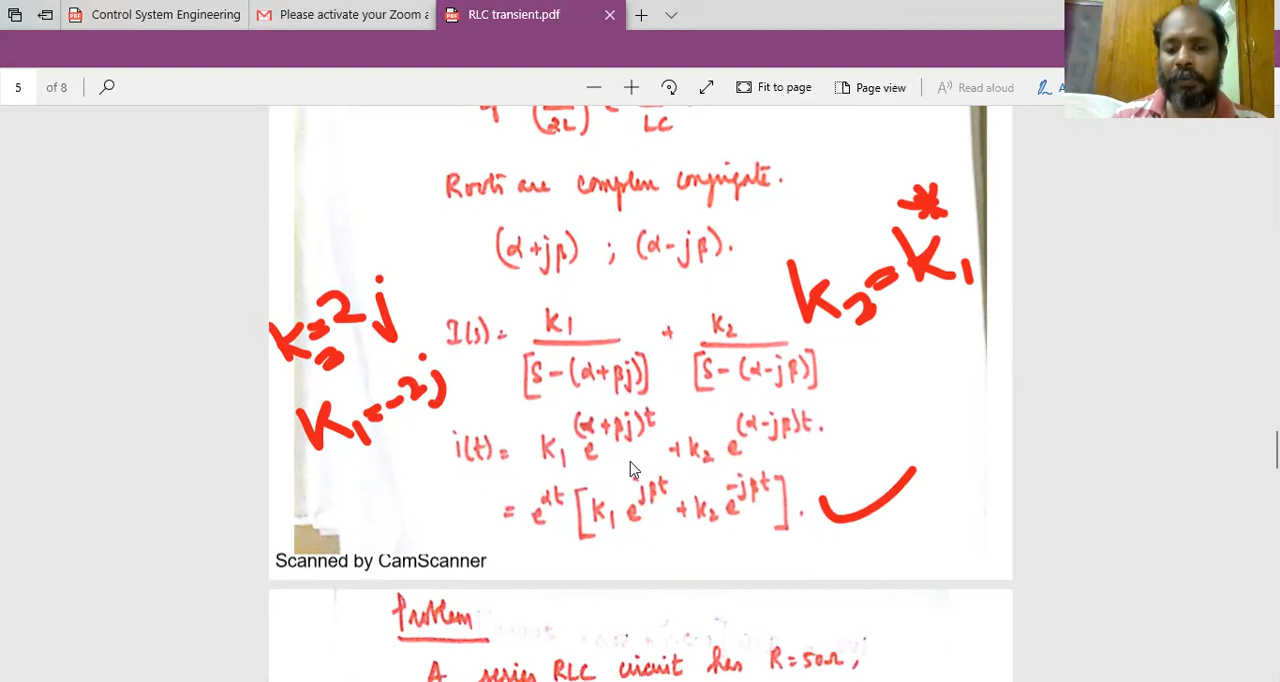 Control System Engineering
Please activate your Zoom a
RLC transient.pdf
5 of 8
Fit to page
Page view
Read aloud
(2L) LC
Roots are complex conjugate.
(α+jβ) ; (α-jβ).
K2 = K1*
K2 = 2j
K1 = -2j
I(s) = K1 / [S-(α+βj)] + K2 / [S-(α-jβ)]
i(t) = K1 e^(α+βj)t + K2 e^(α-jβ)t.
= e^αt [K1 e^jβt + K2 e^-jβt].
Scanned by CamScanner
Problem
A series RLC circuit has R=50Ω,